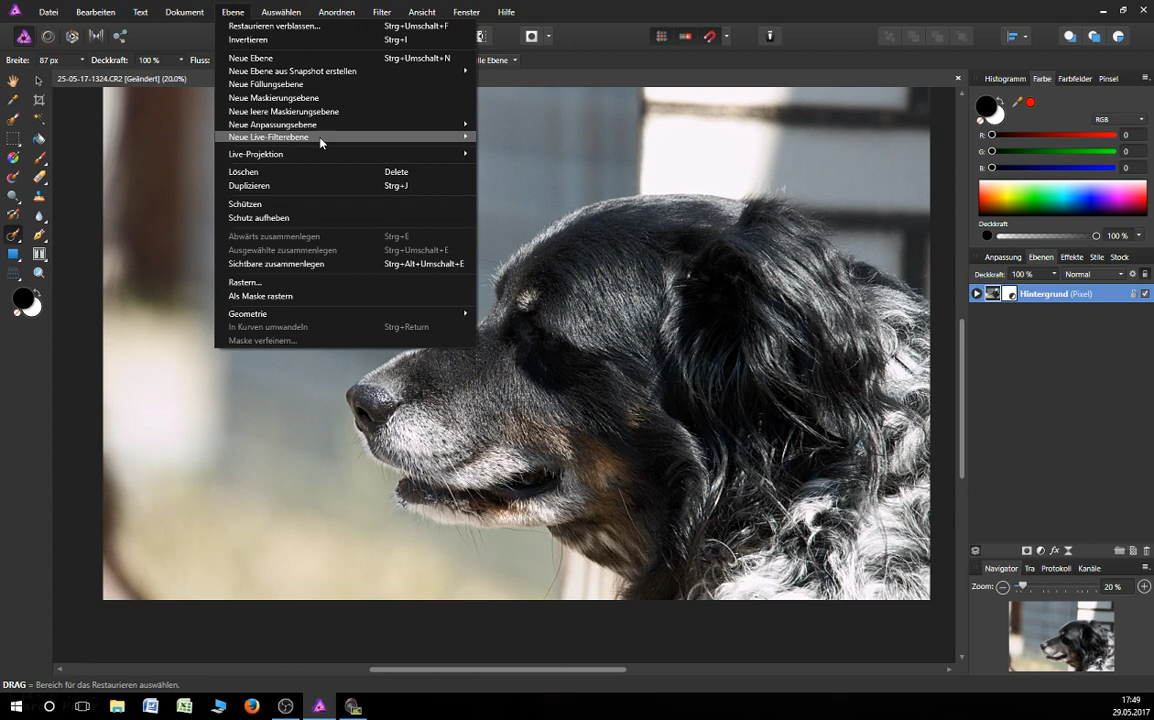 Datei Bearbeiten Text Dokument Ebene Auswählen Anordnen Filter Ansicht Fenster Hilfe
Breite: 87 px Deckkraft: 100 % Fluss: lle Ebene
25-05-17-1324.CR2 [Geändert] (20.0%)
Restaurieren verblassen... Strg+Umschalt+F
Invertieren Strg+I
Neue Ebene Strg+Umschalt+N
Neue Ebene aus Snapshot erstellen
Neue Füllungsebene
Neue Maskierungsebene
Neue leere Maskierungsebene
Neue Anpassungsebene
Neue Live-Filterebene
Live-Projektion
Löschen Delete
Duplizieren Strg+J
Schützen
Schutz aufheben
Abwärts zusammenlegen Strg+E
Ausgewählte zusammenlegen Strg+Umschalt+E
Sichtbare zusammenlegen Strg+Alt+Umschalt+E
Rastern...
Als Maske rastern
Geometrie
In Kurven umwandeln Strg+Return
Maske verfeinern...
Histogramm Farbe Farbfelder Pinsel
RGB
R: 0
G: 0
B: 0
Deckkraft
100 %
Anpassung Ebenen Effekte Stile Stock
Deckkraft: 100 % Normal
Hintergrund (Pixel)
Navigator Tra Protokoll Kanäle
Zoom: 20 %
DRAG = Bereich für das Restaurieren auswählen.
17:49
29.05.2017